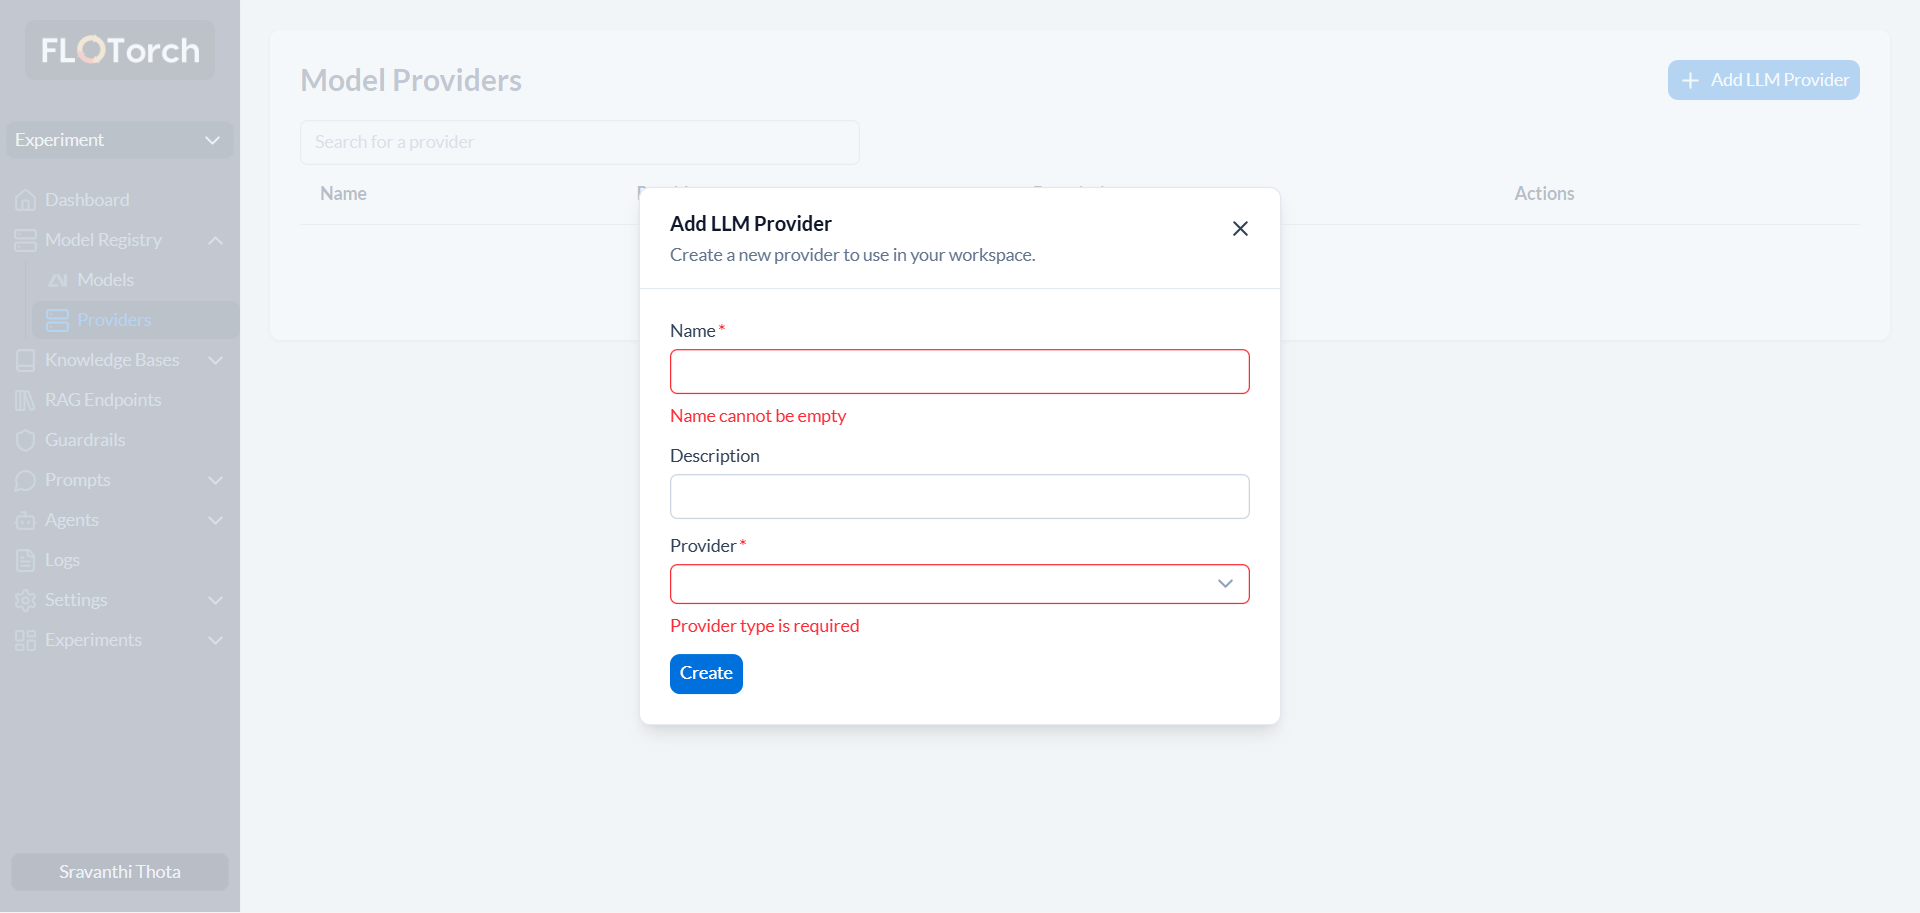 FLOTorch
Experiment
Dashboard
Model Registry
Models
Providers
Knowledge Bases
RAG Endpoints
Guardrails
Prompts
Agents
Logs
Settings
Experiments
Sravanthi Thota
Model Providers
Add LLM Provider
Search for a provider
Name
Actions
Add LLM Provider
Create a new provider to use in your workspace.
Name*
Name cannot be empty
Description
Provider*
Provider type is required
Create